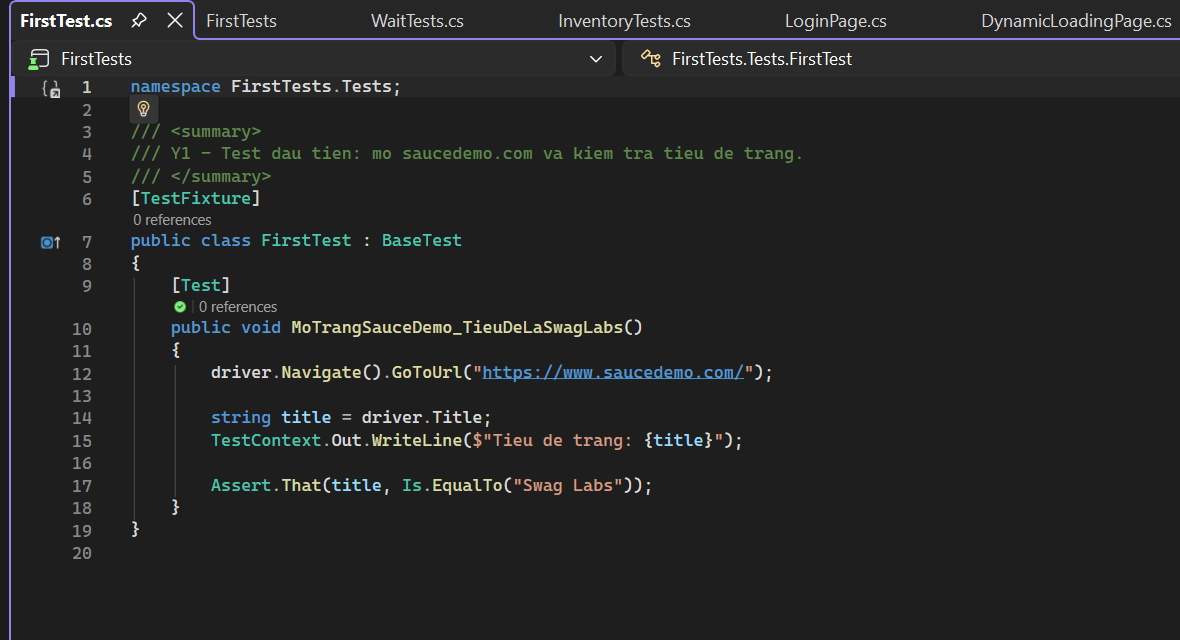 FirstTest.cs FirstTests WaitTests.cs InventoryTests.cs LoginPage.cs DynamicLoadingPage.cs
FirstTests FirstTests.Tests.FirstTest
1 namespace FirstTests.Tests;
2
3 /// <summary>
4 /// Y1 - Test dau tien: mo saucedemo.com va kiem tra tieu de trang.
5 /// </summary>
6 [TestFixture]
0 references
7 public class FirstTest : BaseTest
8 {
9 [Test]
0 references
10 public void MoTrangSauceDemo_TieuDeLaSwagLabs()
11 {
12 driver.Navigate().GoToUrl("https://www.saucedemo.com/");
13
14 string title = driver.Title;
15 TestContext.Out.WriteLine($"Tieu de trang: {title}");
16
17 Assert.That(title, Is.EqualTo("Swag Labs"));
18 }
19 }
20